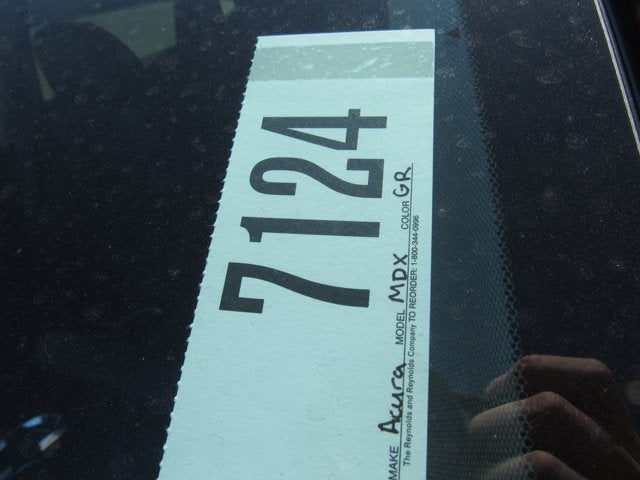 7124
MAKE Acura MODEL MDX COLOR GR
The Reynolds and Reynolds Company TO REORDER: 1-800-344-0996